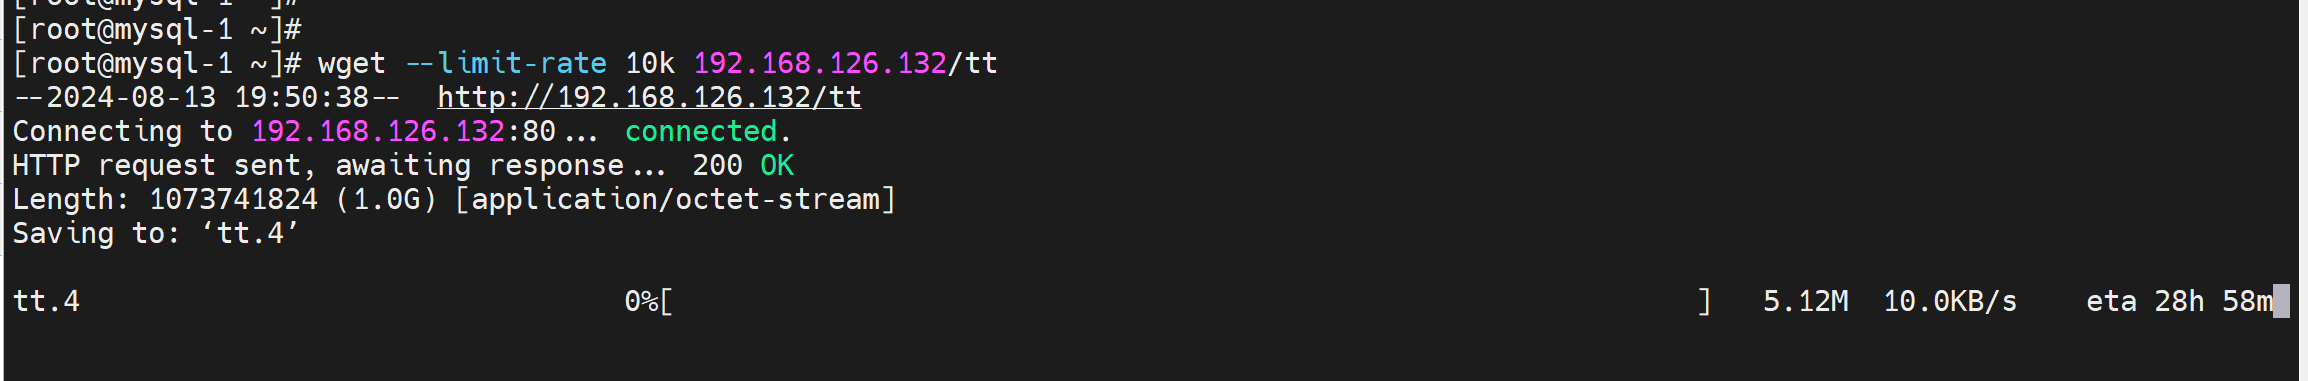 [root@mysql-1 ~]#
[root@mysql-1 ~]#
[root@mysql-1 ~]# wget --limit-rate 10k 192.168.126.132/tt
--2024-08-13 19:50:38--  http://192.168.126.132/tt
Connecting to 192.168.126.132:80... connected.
HTTP request sent, awaiting response... 200 OK
Length: 1073741824 (1.0G) [application/octet-stream]
Saving to: ‘tt.4’
tt.4 0%[ ] 5.12M 10.0KB/s eta 28h 58m